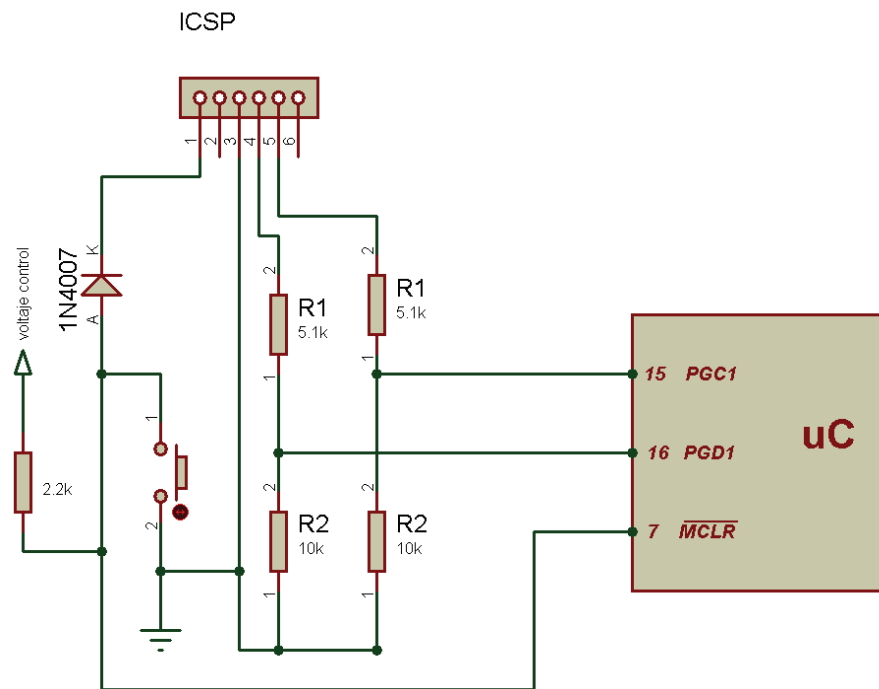 ICSP
1 2 3 4 5 6
voltaje control
1N4007
K
A
2
R1
5.1k
1
2
R1
5.1k
1
15 PGC1
16 PGD1
7 MCLR
uC
1
2
2.2k
2
R2
10k
1
2
R2
10k
1